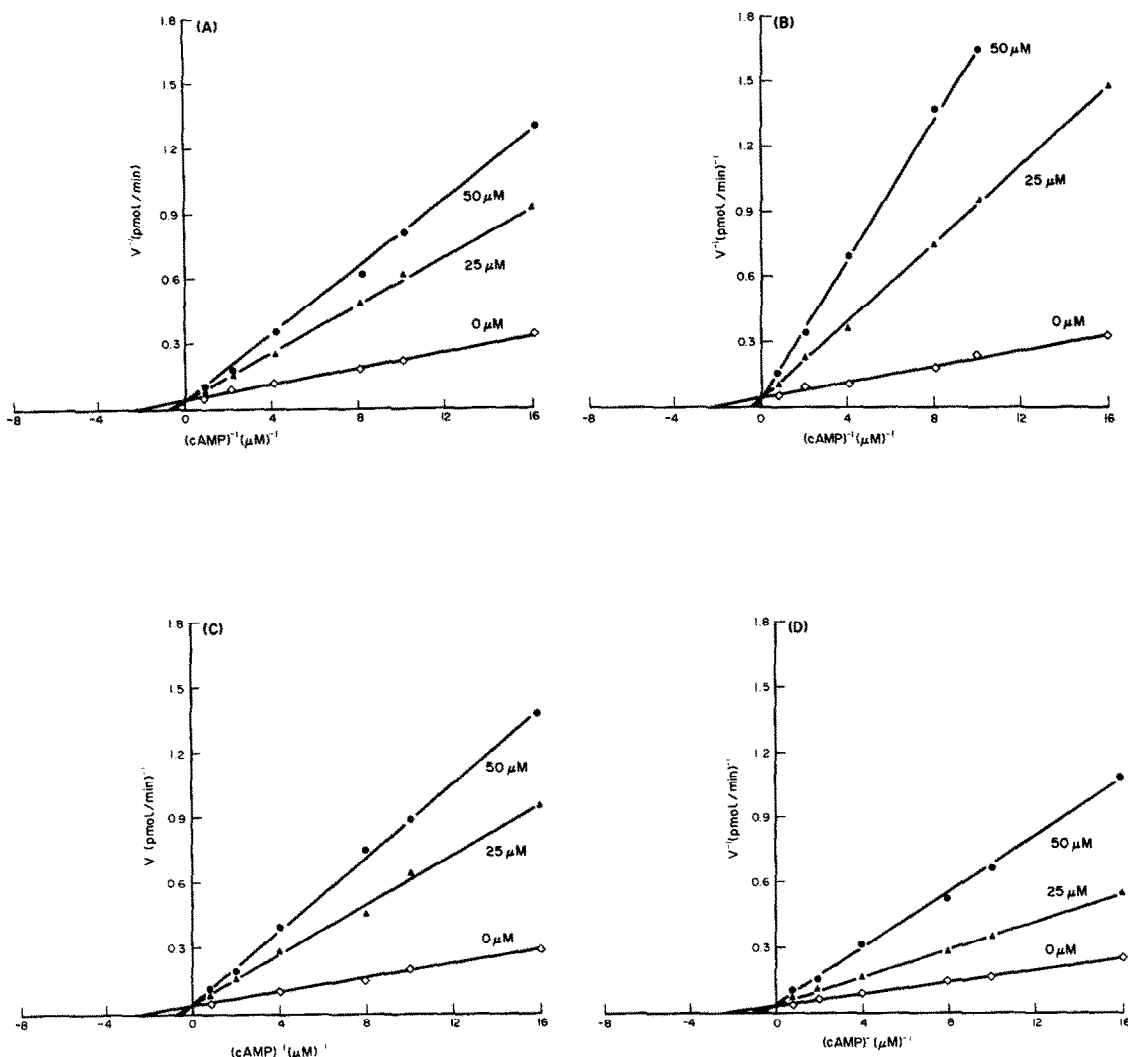 (A)
1.8
1.5
1.2
0.9
0.6
0.3
V⁻¹(pmol/min)
50 μM
25 μM
0 μM
-8 -4 0 4 8 12 16
(cAMP)⁻¹(μM)⁻¹
(B)
1.8
1.5
1.2
0.9
0.6
0.3
V⁻¹(pmol/min)⁻¹
50 μM
25 μM
0 μM
-8 -4 0 4 8 12 16
(cAMP)⁻¹(μM)⁻¹
(C)
1.8
1.5
1.2
0.9
0.6
0.3
V (pmol/min)⁻¹
50 μM
25 μM
0 μM
-8 -4 0 4 8 12 16
(cAMP)⁻¹(μM)⁻¹
(D)
1.8
1.5
1.2
0.9
0.6
0.3
V⁻¹(pmol/min)⁻¹
50 μM
25 μM
0 μM
-8 -4 0 4 8 12 16
(cAMP)⁻(μM)⁻¹